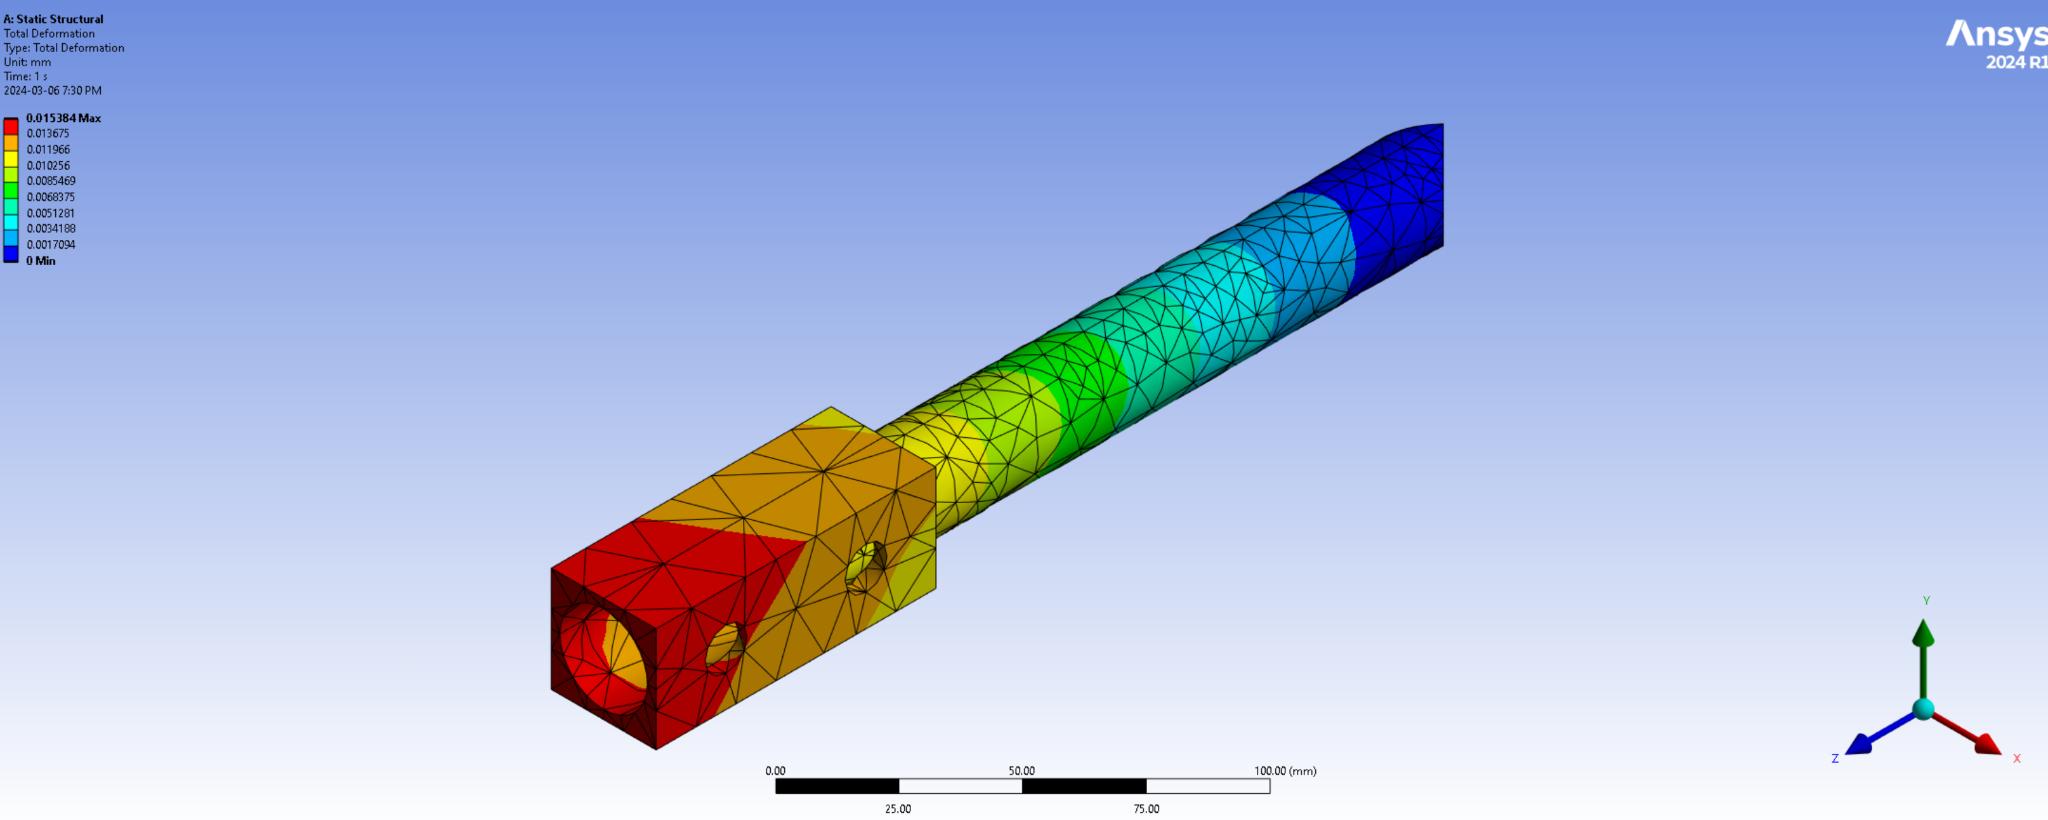 A: Static Structural
Total Deformation
Type: Total Deformation
Unit: mm
Time: 1 s
2024-03-06 7:30 PM
0.015384 Max
0.013675
0.011966
0.010256
0.0085469
0.0068375
0.0051281
0.0034188
0.0017094
0 Min
Ansys
2024 R1
Y
Z
X
0.00 50.00 100.00 (mm)
25.00 75.00